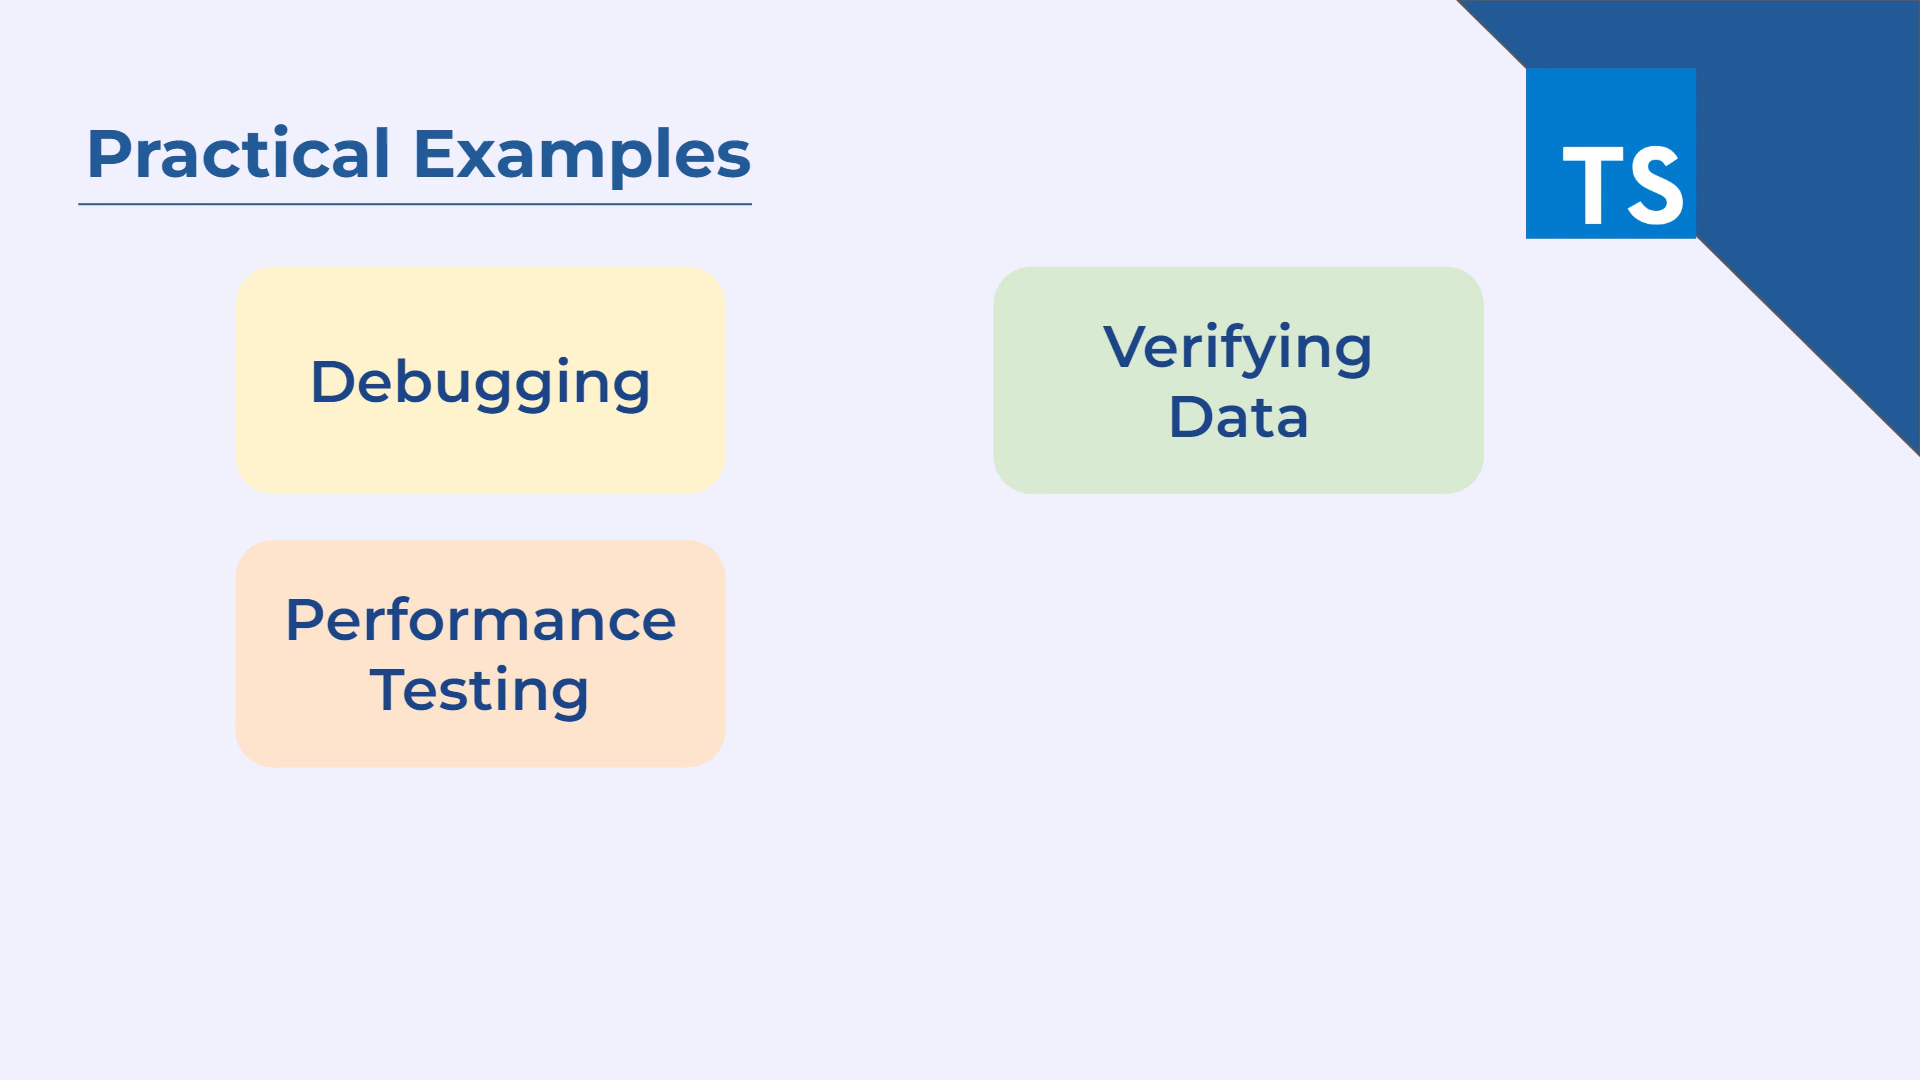 Practical Examples
TS
Debugging
Verifying
Data
Performance
Testing